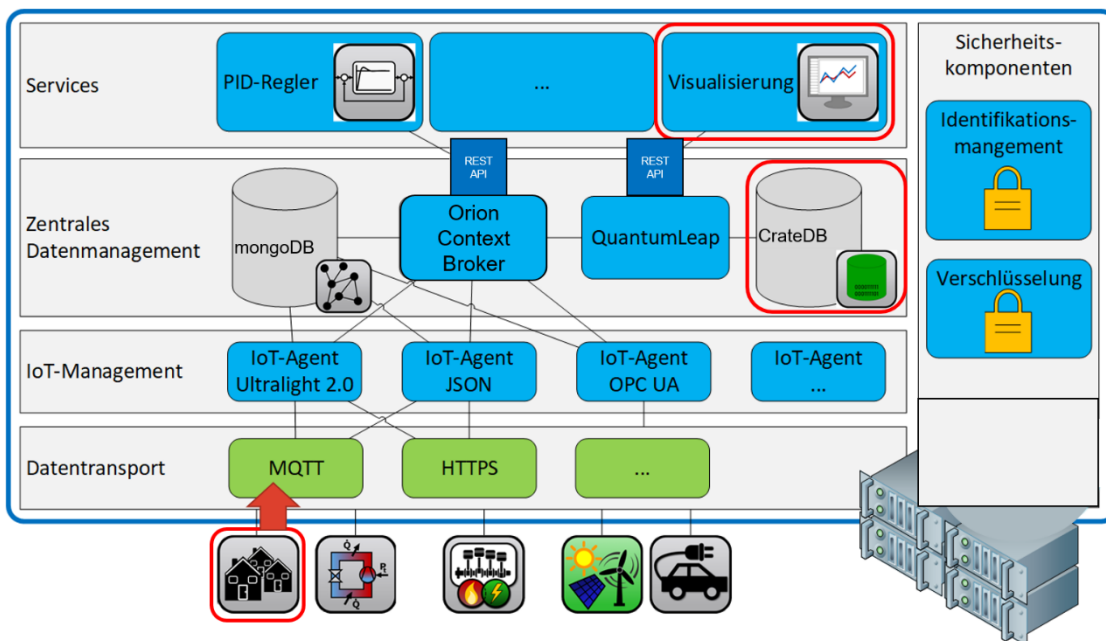 Services
PID-Regler
...
Visualisierung
REST
API
REST
API
Zentrales
Datenmanagement
mongoDB
Orion
Context
Broker
QuantumLeap
CrateDB
IoT-Management
IoT-Agent
Ultralight 2.0
IoT-Agent
JSON
IoT-Agent
OPC UA
IoT-Agent
...
Datentransport
MQTT
HTTPS
...
Sicherheits-
komponenten
Identifikations-
mangement
Verschlüsselung